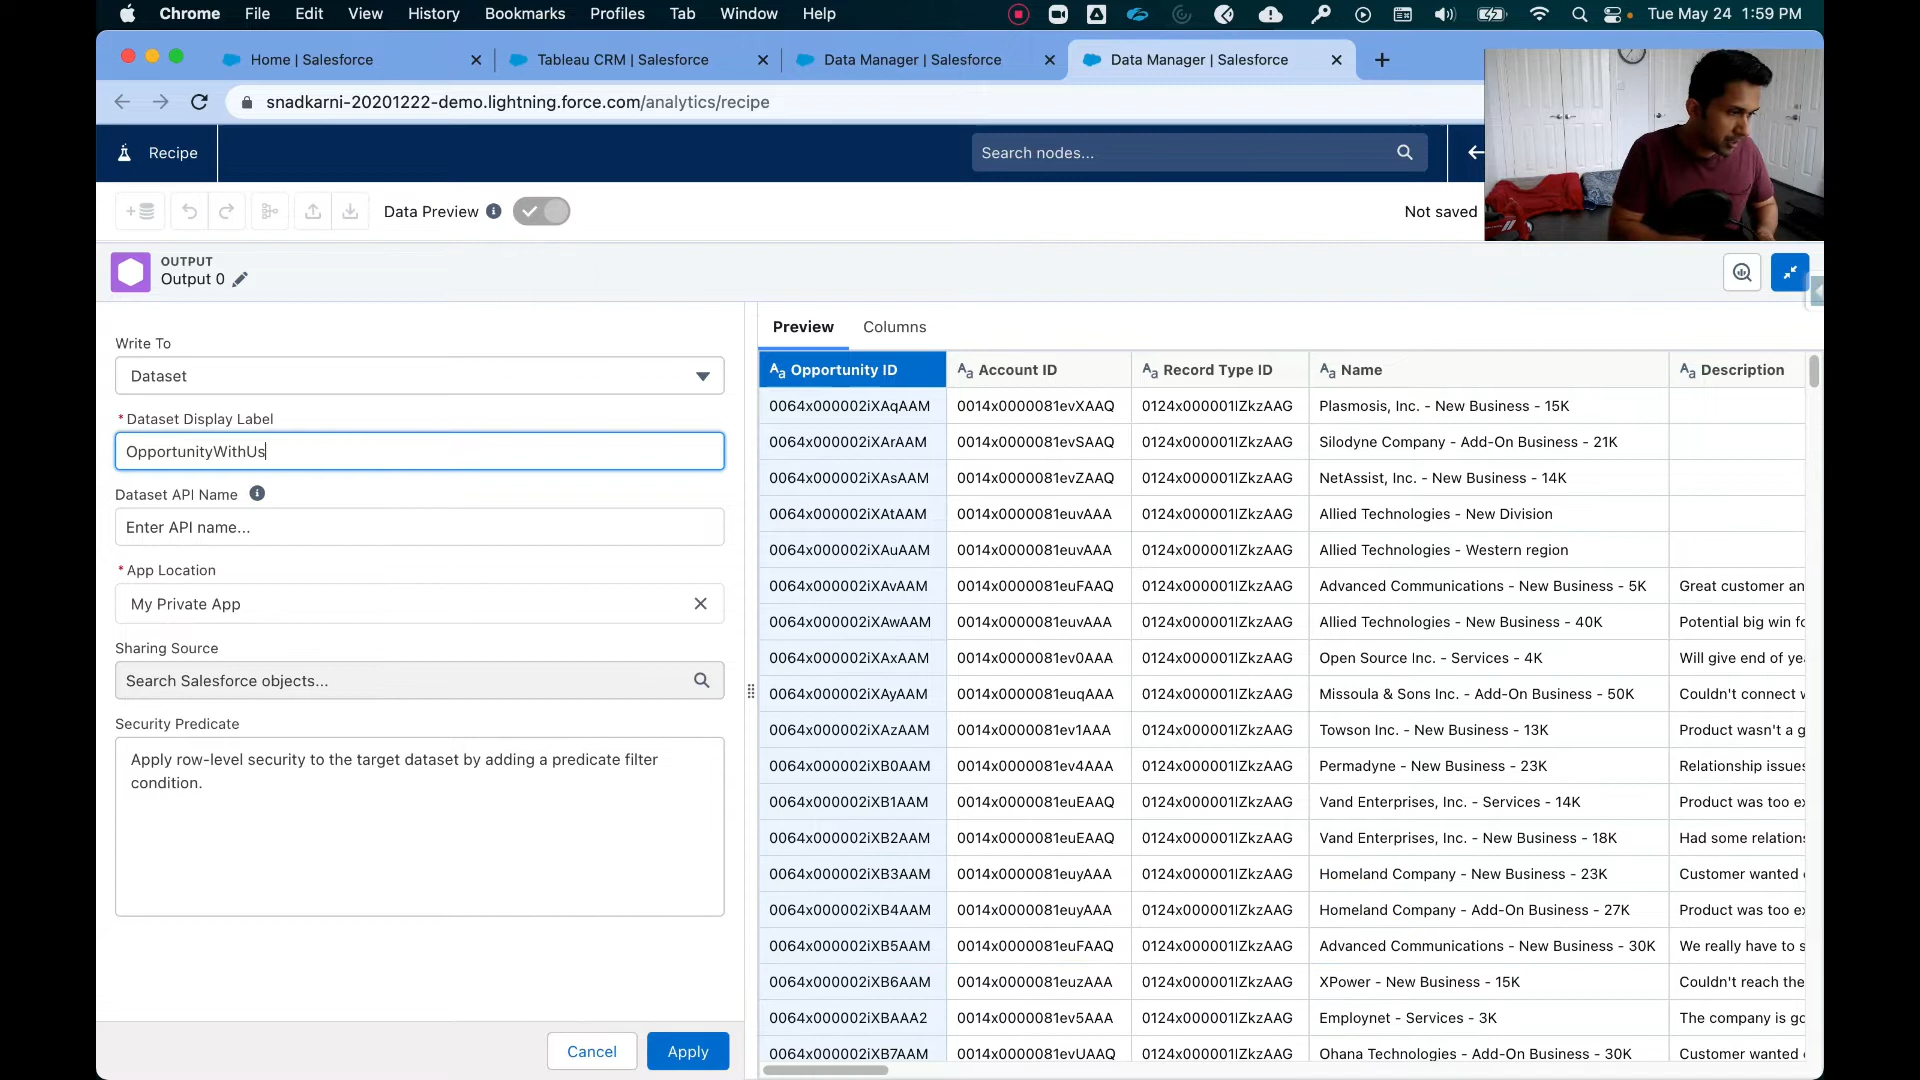 Chrome File Edit View History Bookmarks Profiles Tab Window Help Tue May 24 1:59 PM
Home | Salesforce Tableau CRM | Salesforce Data Manager | Salesforce Data Manager | Salesforce
snadkarni-20201222-demo.lightning.force.com/analytics/recipe
Recipe Search nodes...
Data Preview Not saved
OUTPUT
Output 0
Write To
Dataset
* Dataset Display Label
OpportunityWithUs
Dataset API Name
Enter API name...
* App Location
My Private App
Sharing Source
Search Salesforce objects...
Security Predicate
Apply row-level security to the target dataset by adding a predicate filter
condition.
Cancel Apply
Preview Columns
Opportunity ID Account ID Record Type ID Name Description
0064x000002iXAqAAM 0014x0000081evXAAQ 0124x000001IZkzAAG Plasmosis, Inc. - New Business - 15K
0064x000002iXArAAM 0014x0000081evSAAQ 0124x000001IZkzAAG Silodyne Company - Add-On Business - 21K
0064x000002iXAsAAM 0014x0000081evZAAQ 0124x000001IZkzAAG NetAssist, Inc. - New Business - 14K
0064x000002iXAtAAM 0014x0000081euvAAA 0124x000001IZkzAAG Allied Technologies - New Division
0064x000002iXAuAAM 0014x0000081euvAAA 0124x000001IZkzAAG Allied Technologies - Western region
0064x000002iXAvAAM 0014x0000081euFAAQ 0124x000001IZkzAAG Advanced Communications - New Business - 5K Great customer an
0064x000002iXAwAAM 0014x0000081euvAAA 0124x000001IZkzAAG Allied Technologies - New Business - 40K Potential big win fo
0064x000002iXAxAAM 0014x0000081ev0AAA 0124x000001IZkzAAG Open Source Inc. - Services - 4K Will give end of ye
0064x000002iXAyAAM 0014x0000081euqAAA 0124x000001IZkzAAG Missoula & Sons Inc. - Add-On Business - 50K Couldn't connect w
0064x000002iXAzAAM 0014x0000081ev1AAA 0124x000001IZkzAAG Towson Inc. - New Business - 13K Product wasn't a g
0064x000002iXB0AAM 0014x0000081ev4AAA 0124x000001IZkzAAG Permadyne - New Business - 23K Relationship issues
0064x000002iXB1AAM 0014x0000081euEAAQ 0124x000001IZkzAAG Vand Enterprises, Inc. - Services - 14K Product was too ex
0064x000002iXB2AAM 0014x0000081euEAAQ 0124x000001IZkzAAG Vand Enterprises, Inc. - New Business - 18K Had some relations
0064x000002iXB3AAM 0014x0000081euyAAA 0124x000001IZkzAAG Homeland Company - New Business - 23K Customer wanted
0064x000002iXB4AAM 0014x0000081euyAAA 0124x000001IZkzAAG Homeland Company - Add-On Business - 27K Product was too ex
0064x000002iXB5AAM 0014x0000081euFAAQ 0124x000001IZkzAAG Advanced Communications - New Business - 30K We really have to s
0064x000002iXB6AAM 0014x0000081euzAAA 0124x000001IZkzAAG XPower - New Business - 15K Couldn't reach the
0064x000002iXBAAA2 0014x0000081ev5AAA 0124x000001IZkzAAG Employnet - Services - 3K The company is go
0064x000002iXB7AAM 0014x0000081evUAAQ 0124x000001IZkzAAG Ohana Technologies - Add-On Business - 30K Customer wanted